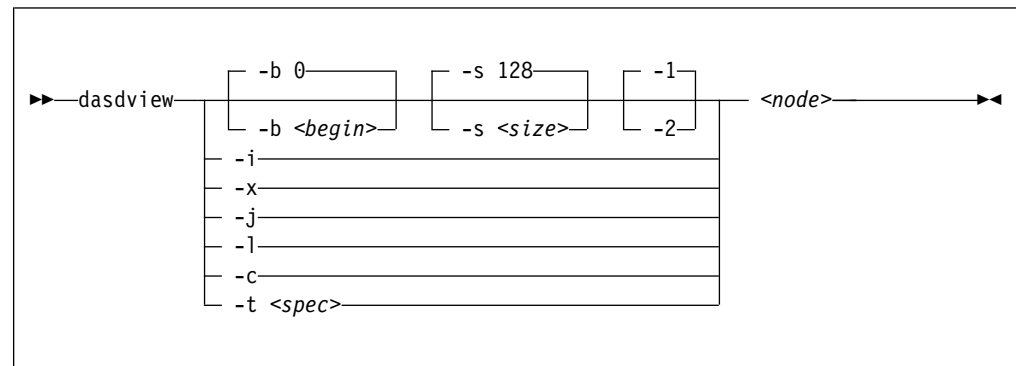 -b 0 -s 128 -1
dasdview <node>
-b <begin> -s <size> -2
-i
-x
-j
-l
-c
-t <spec>